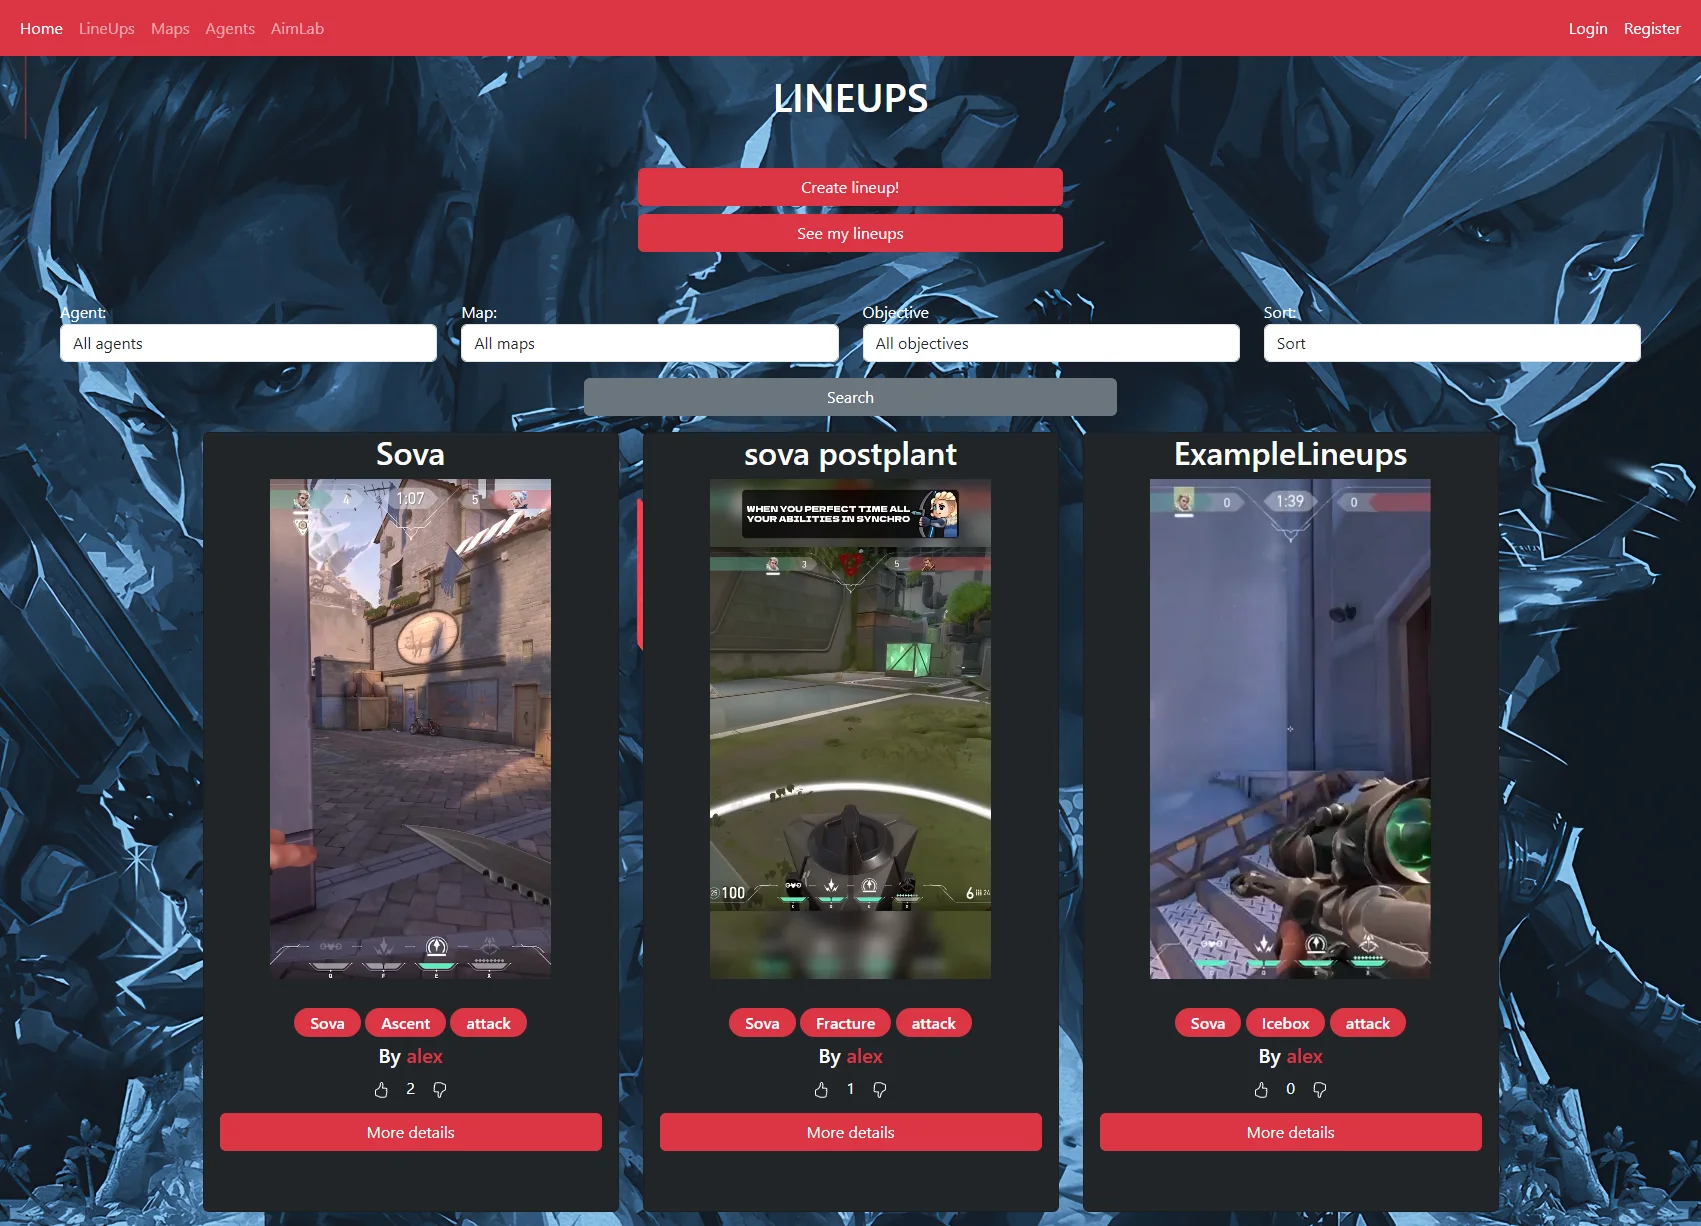 Home LineUps Maps Agents AimLab Login Register
LINEUPS
Create lineup!
See my lineups
Agent: Map: Objective Sort:
All agents All maps All objectives Sort
Search
Sova
4 1:07 5
Sova Ascent attack
By alex
2
More details
sova postplant
WHEN YOU PERFECT TIME ALL
YOUR ABILITIES IN SYNCHRO
3 5
100 6
Sova Fracture attack
By alex
1
More details
ExampleLineups
0 1:39 0
Sova Icebox attack
By alex
0
More details